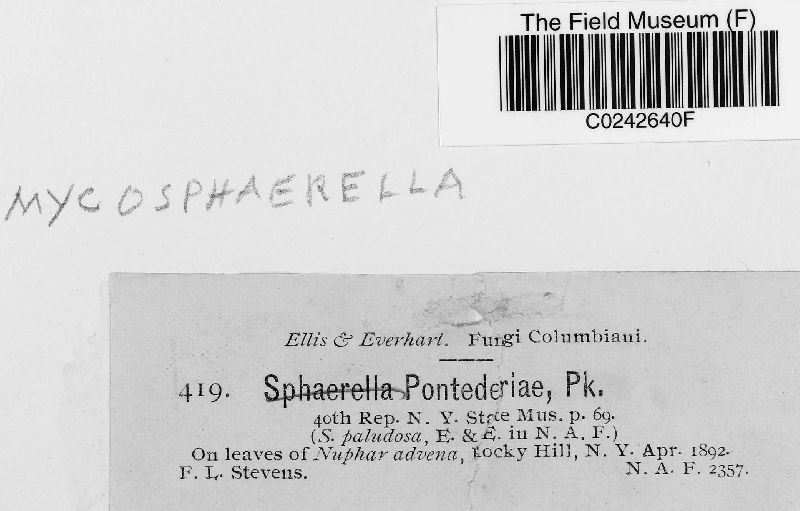 The Field Museum (F)
C0242640F
MYCOSPHAERELLA
Ellis & Everhart. Fungi Columbiani.
419. Sphaerella Pontederiae, Pk.
40th Rep. N. Y. State Mus. p. 69.
(S. paludosa, E. & E. in N. A. F.)
On leaves of Nuphar advena, Locky Hill, N. Y. Apr. 1892.
F. L. Stevens. N. A. F. 2357.